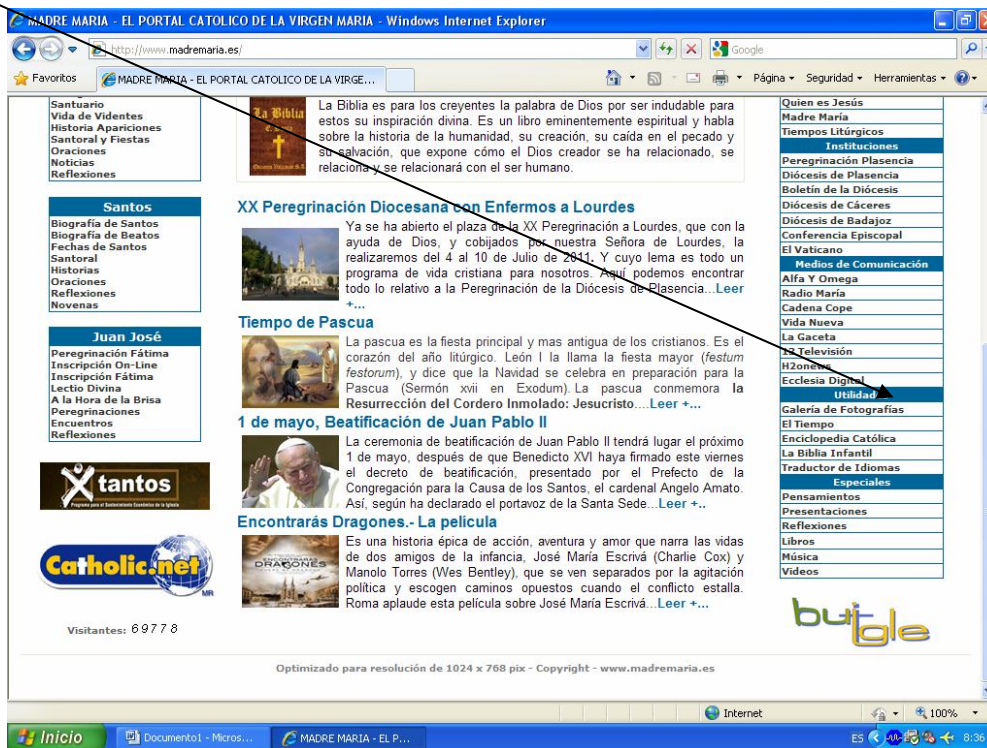 MADRE MARIA - EL PORTAL CATOLICO DE LA VIRGEN MARIA - Windows Internet Explorer
http://www.madremaria.es/
Google
Favoritos
MADRE MARIA - EL PORTAL CATOLICO DE LA VIRGE...
Página
Seguridad
Herramientas
Santuario
Vida de Videntes
Historia Apariciones
Santoral y Fiestas
Oraciones
Noticias
Reflexiones
Santos
Biografía de Santos
Biografía de Beatos
Fechas de Santos
Santoral
Historias
Oraciones
Reflexiones
Novenas
Juan José
Peregrinación Fátima
Inscripción On-Line
Inscripción Fátima
Lectio Divina
A la Hora de la Brisa
Peregrinaciones
Encuentros
Reflexiones
Xtantos
Programa para el Sostenimiento Económico de la Iglesia
Catholic.net
MR
Visitantes: 69778
La Biblia
La Biblia es para los creyentes la palabra de Dios por ser indudable para
estos su inspiración divina. Es un libro eminentemente espiritual y habla
sobre la historia de la humanidad, su creación, su caída en el pecado y
su salvación, que expone cómo el Dios creador se ha relacionado, se
relaciona y se relacionará con el ser humano.
XX Peregrinación Diocesana con Enfermos a Lourdes
Ya se ha abierto el plaza de la XX Peregrinación a Lourdes, que con la
ayuda de Dios, y cobijados por nuestra Señora de Lourdes, la
realizaremos del 4 al 10 de Julio de 2011. Y cuyo lema es todo un
programa de vida cristiana para nosotros. Aquí podemos encontrar
todo lo relativo a la Peregrinación de la Diócesis de Plasencia...Leer
+...
Tiempo de Pascua
La pascua es la fiesta principal y mas antigua de los cristianos. Es el
corazón del año litúrgico. León I la llama la fiesta mayor (festum
festorum), y dice que la Navidad se celebra en preparación para la
Pascua (Sermón xvii en Exodum). La pascua conmemora la
Resurrección del Cordero Inmolado: Jesucristo....Leer +...
1 de mayo, Beatificación de Juan Pablo II
La ceremonia de beatificación de Juan Pablo II tendrá lugar el próximo
1 de mayo, después de que Benedicto XVI haya firmado este viernes
el decreto de beatificación, presentado por el Prefecto de la
Congregación para la Causa de los Santos, el cardenal Angelo Amato.
Así, según ha declarado el portavoz de la Santa Sede...Leer +..
Encontrarás Dragones.- La película
ENCONTRARAS
DRAGONES
Es una historia épica de acción, aventura y amor que narra las vidas
de dos amigos de la infancia, José María Escrivá (Charlie Cox) y
Manolo Torres (Wes Bentley), que se ven separados por la agitación
política y escogen caminos opuestos cuando el conflicto estalla.
Roma aplaude esta película sobre José María Escrivá...Leer +...
Quien es Jesús
Madre María
Tiempos Litúrgicos
Instituciones
Peregrinación Plasencia
Diócesis de Plasencia
Boletín de la Diócesis
Diócesis de Cáceres
Diócesis de Badajoz
Conferencia Episcopal
El Vaticano
Medios de Comunicación
Alfa Y Omega
Radio María
Cadena Cope
Vida Nueva
La Gaceta
13 Televisión
H2onews
Ecclesia Digital
Galería de Fotografías
El Tiempo
Enciclopedia Católica
La Biblia Infantil
Traductor de Idiomas
Especiales
Pensamientos
Presentaciones
Reflexiones
Libros
Música
Videos
buigle
Optimizado para resolución de 1024 x 768 pix - Copyright - www.madremaria.es
Internet
100%
Inicio
Documento1 - Micros...
MADRE MARIA - EL P...
ES
8:36